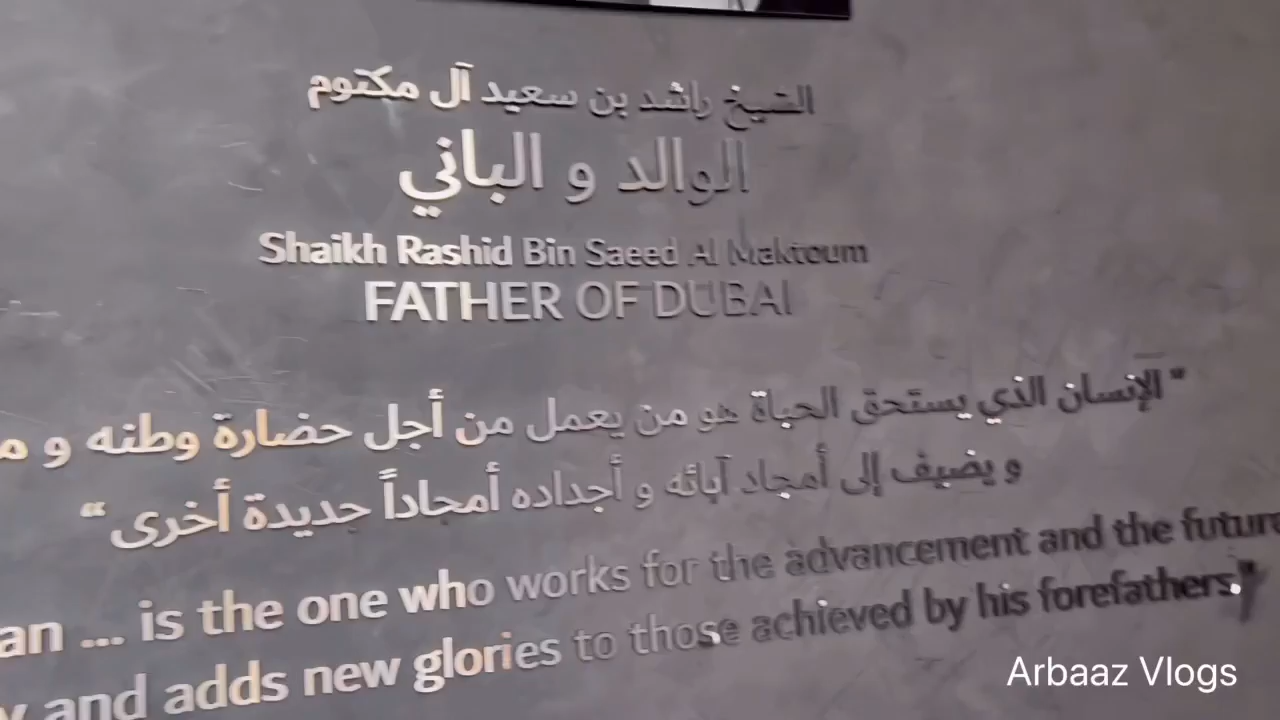 الشيخ راشد بن سعيد آل مكتوم
الوالد و الباني
Shaikh Rashid Bin Saeed Al Maktoum
FATHER OF DUBAI
"الإنسان الذي يستحق الحياة هو من يعمل من أجل حضارة وطنه و
و يضيف إلى أمجاد آبائه و أجداده أمجاداً جديدة أخرى“
an ... is the one who works for the advancement and the futur
y and adds new glories to those achieved by his forefathers."
Arbaaz Vlogs